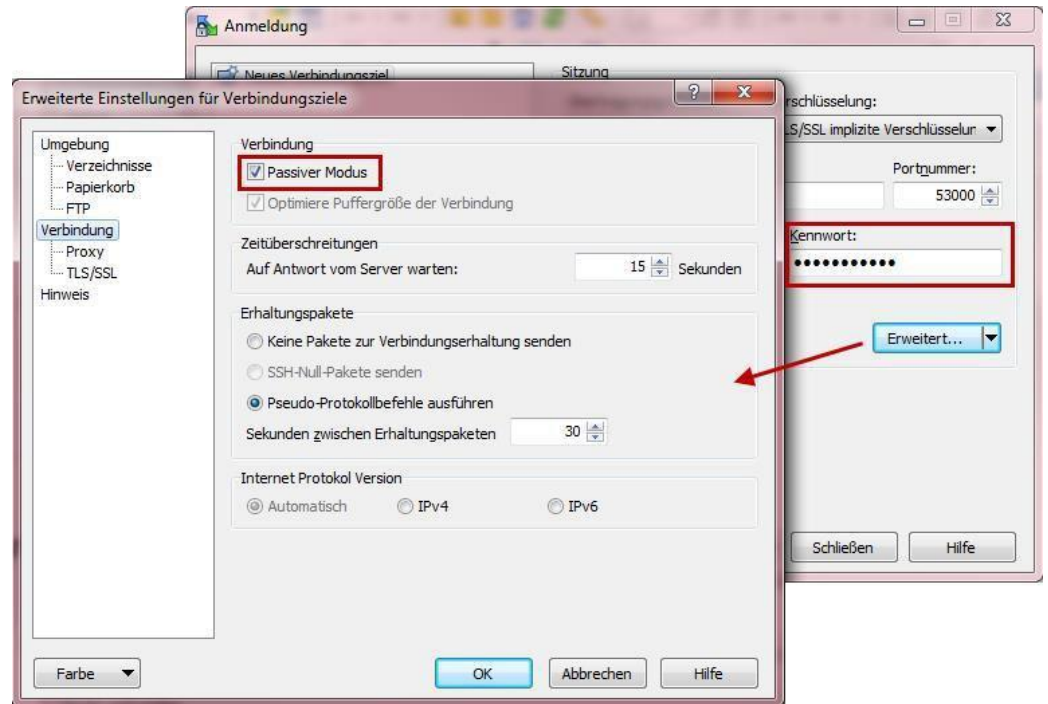 Anmeldung
Neues Verbindungsziel
Sitzung
rschlüsselung:
LS/SSL implizite Verschlüsselur
Portnummer:
53000
Kennwort:
Erweitert...
Schließen
Hilfe
Erweiterte Einstellungen für Verbindungsziele
Umgebung
Verzeichnisse
Papierkorb
FTP
Verbindung
Proxy
TLS/SSL
Hinweis
Verbindung
Passiver Modus
Optimiere Puffergröße der Verbindung
Zeitüberschreitungen
Auf Antwort vom Server warten: 15 Sekunden
Erhaltungspakete
Keine Pakete zur Verbindungserhaltung senden
SSH-Null-Pakete senden
Pseudo-Protokollbefehle ausführen
Sekunden zwischen Erhaltungspaketen 30
Internet Protokol Version
Automatisch IPv4 IPv6
Farbe OK Abbrechen Hilfe